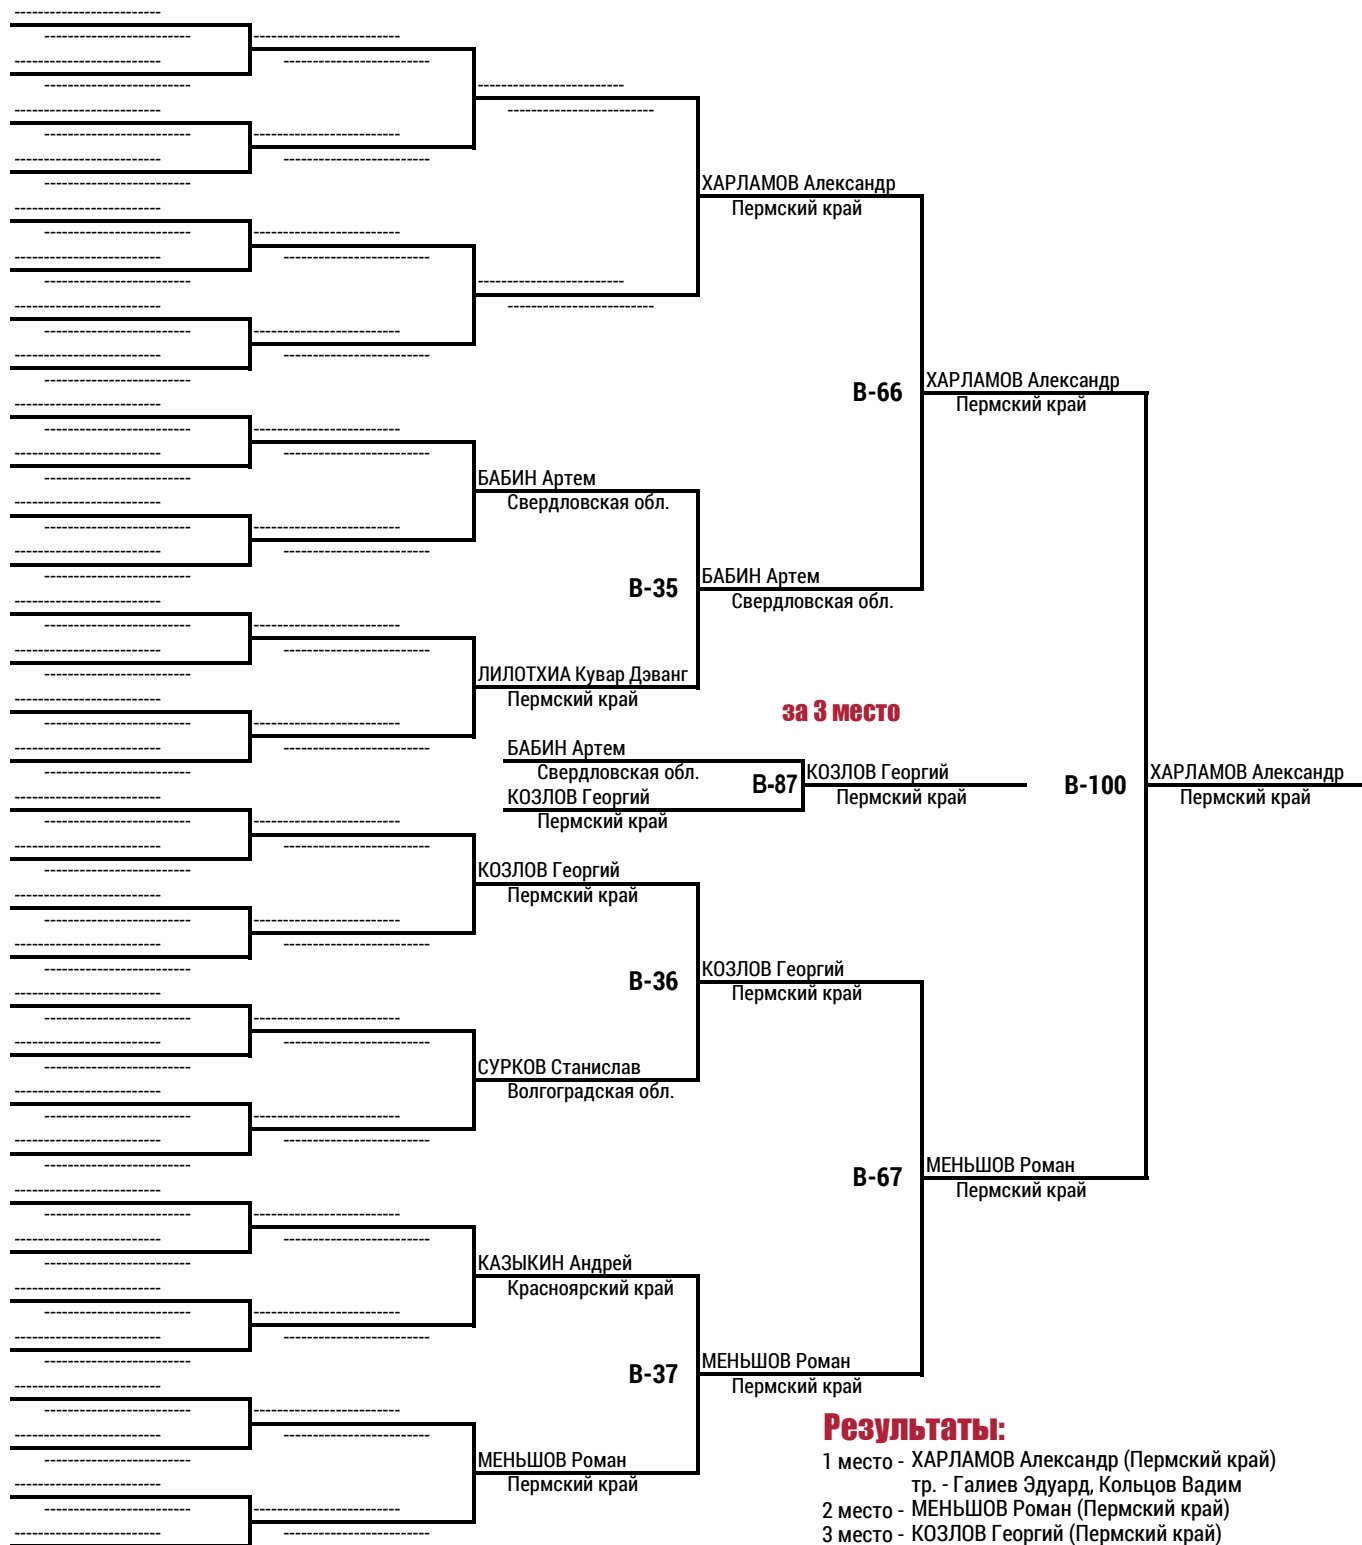 ХАРЛАМОВ Александр
Пермский край
B-66
ХАРЛАМОВ Александр
Пермский край
БАБИН Артем
Свердловская обл.
B-35
БАБИН Артем
Свердловская обл.
ЛИЛОТХИА Кувар Дэванг
Пермский край
за 3 место
БАБИН Артем
Свердловская обл.
КОЗЛОВ Георгий
Пермский край
B-87
КОЗЛОВ Георгий
Пермский край
B-100
ХАРЛАМОВ Александр
Пермский край
КОЗЛОВ Георгий
Пермский край
B-36
КОЗЛОВ Георгий
Пермский край
СУРКОВ Станислав
Волгоградская обл.
B-67
МЕНЬШОВ Роман
Пермский край
КАЗЫКИН Андрей
Красноярский край
B-37
МЕНЬШОВ Роман
Пермский край
МЕНЬШОВ Роман
Пермский край
Результаты:
1 место - ХАРЛАМОВ Александр (Пермский край)
тр. - Галиев Эдуард, Кольцов Вадим
2 место - МЕНЬШОВ Роман (Пермский край)
3 место - КОЗЛОВ Георгий (Пермский край)